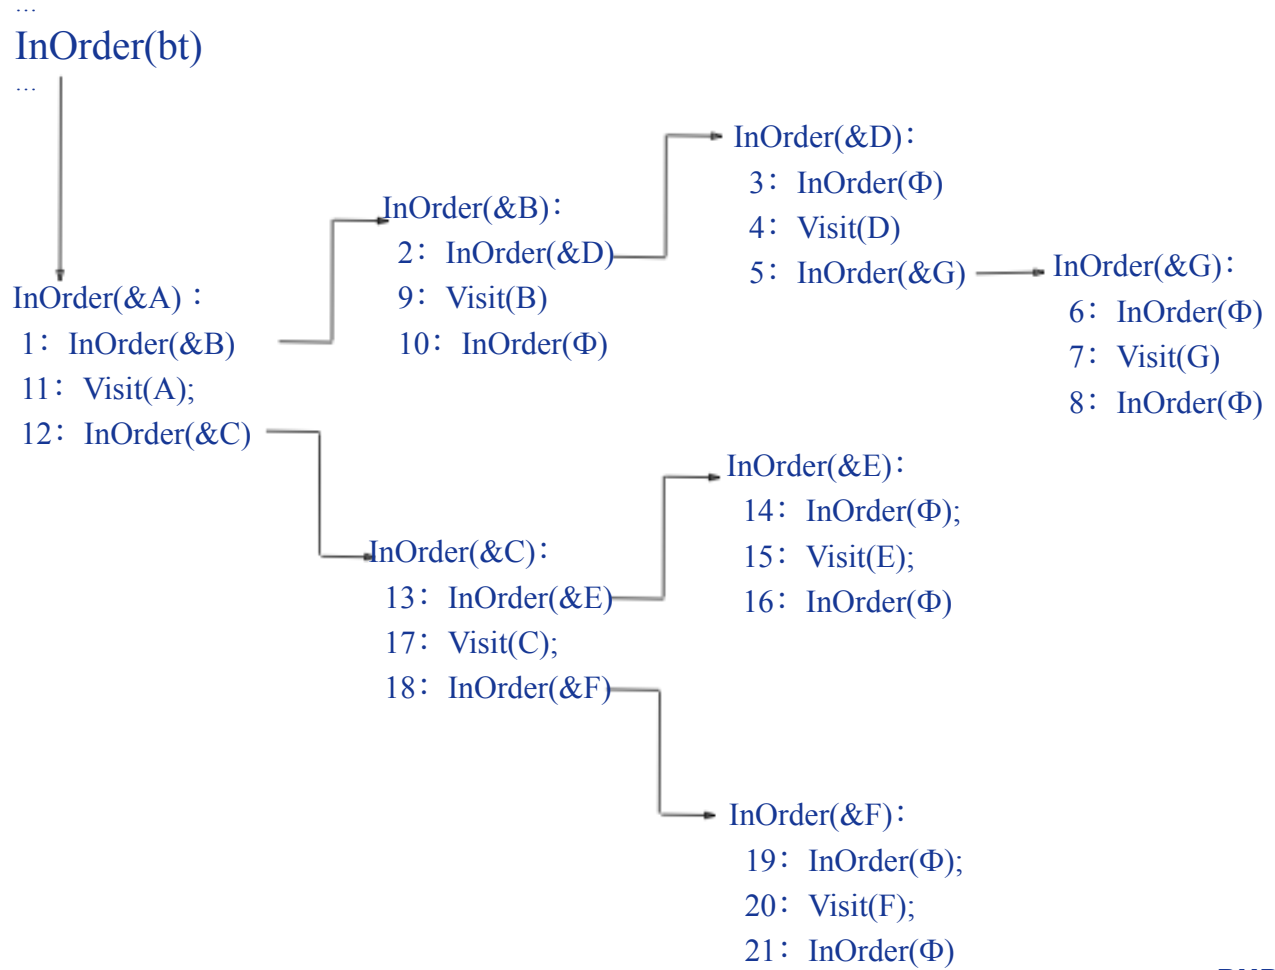 ...
InOrder(bt)
...
InOrder(&A) :
1: InOrder(&B)
11: Visit(A);
12: InOrder(&C)
InOrder(&B):
2: InOrder(&D)
9: Visit(B)
10: InOrder(Φ)
InOrder(&D):
3: InOrder(Φ)
4: Visit(D)
5: InOrder(&G)
InOrder(&G):
6: InOrder(Φ)
7: Visit(G)
8: InOrder(Φ)
InOrder(&C):
13: InOrder(&E)
17: Visit(C);
18: InOrder(&F)
InOrder(&E):
14: InOrder(Φ);
15: Visit(E);
16: InOrder(Φ)
InOrder(&F):
19: InOrder(Φ);
20: Visit(F);
21: InOrder(Φ)